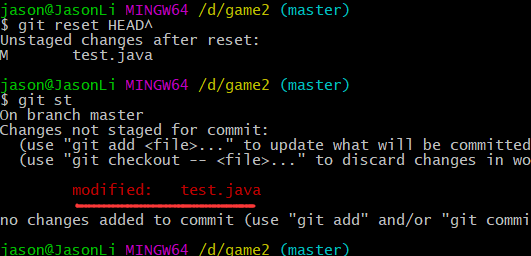 jason@JasonLi MINGW64 /d/game2 (master)
$ git reset HEAD^
Unstaged changes after reset:
M       test.java
jason@JasonLi MINGW64 /d/game2 (master)
$ git st
On branch master
Changes not staged for commit:
  (use "git add <file>..." to update what will be committed
  (use "git checkout -- <file>..." to discard changes in wo
        modified:   test.java
no changes added to commit (use "git add" and/or "git commi
jason@JasonLi MINGW64 /d/game2 (master)